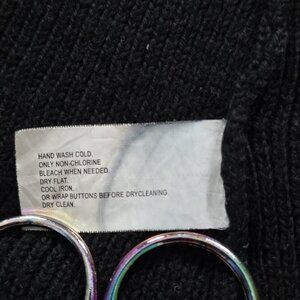 HAND WASH COLD.
ONLY NON-CHLORINE
BLEACH WHEN NEEDED.
DRY FLAT.
COOL IRON.
OR WRAP BUTTONS BEFORE DRYCLEANING
DRY CLEAN.